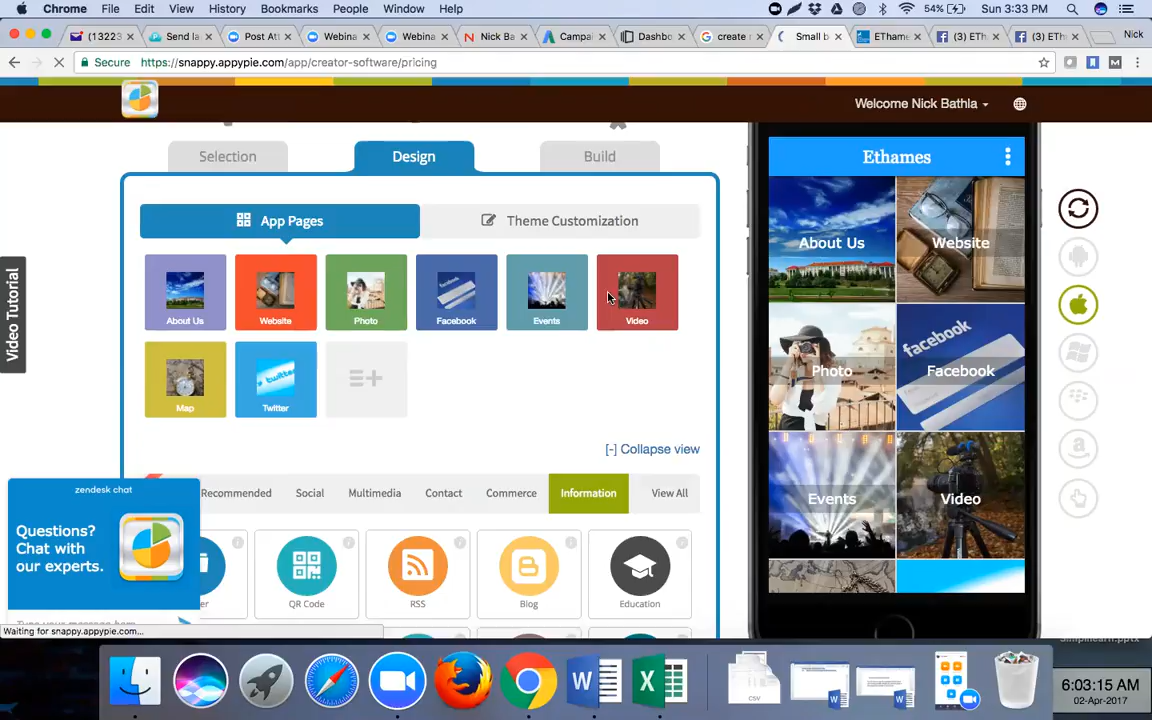 Chrome File Edit View History Bookmarks People Window Help 54% Sun 3:33 PM
(13223 Send la Post Att Webina Webina Nick Ba Campai Dashbo create r Small b EThame (3) ETh (3) ETh Nick
Secure https://snappy.appypie.com/app/creator-software/pricing
Welcome Nick Bathla
Selection Design Build
App Pages Theme Customization
About Us Website Photo Facebook Events Video
Map Twitter
[-] Collapse view
Recommended Social Multimedia Contact Commerce Information View All
QR Code RSS Blog Education
Video Tutorial
zendesk chat
Questions?
Chat with
our experts.
Waiting for snappy.appypie.com...
Ethames
About Us Website
facebook
Photo Facebook
Events Video
W X CSV W W
6:03:15 AM
02-Apr-2017